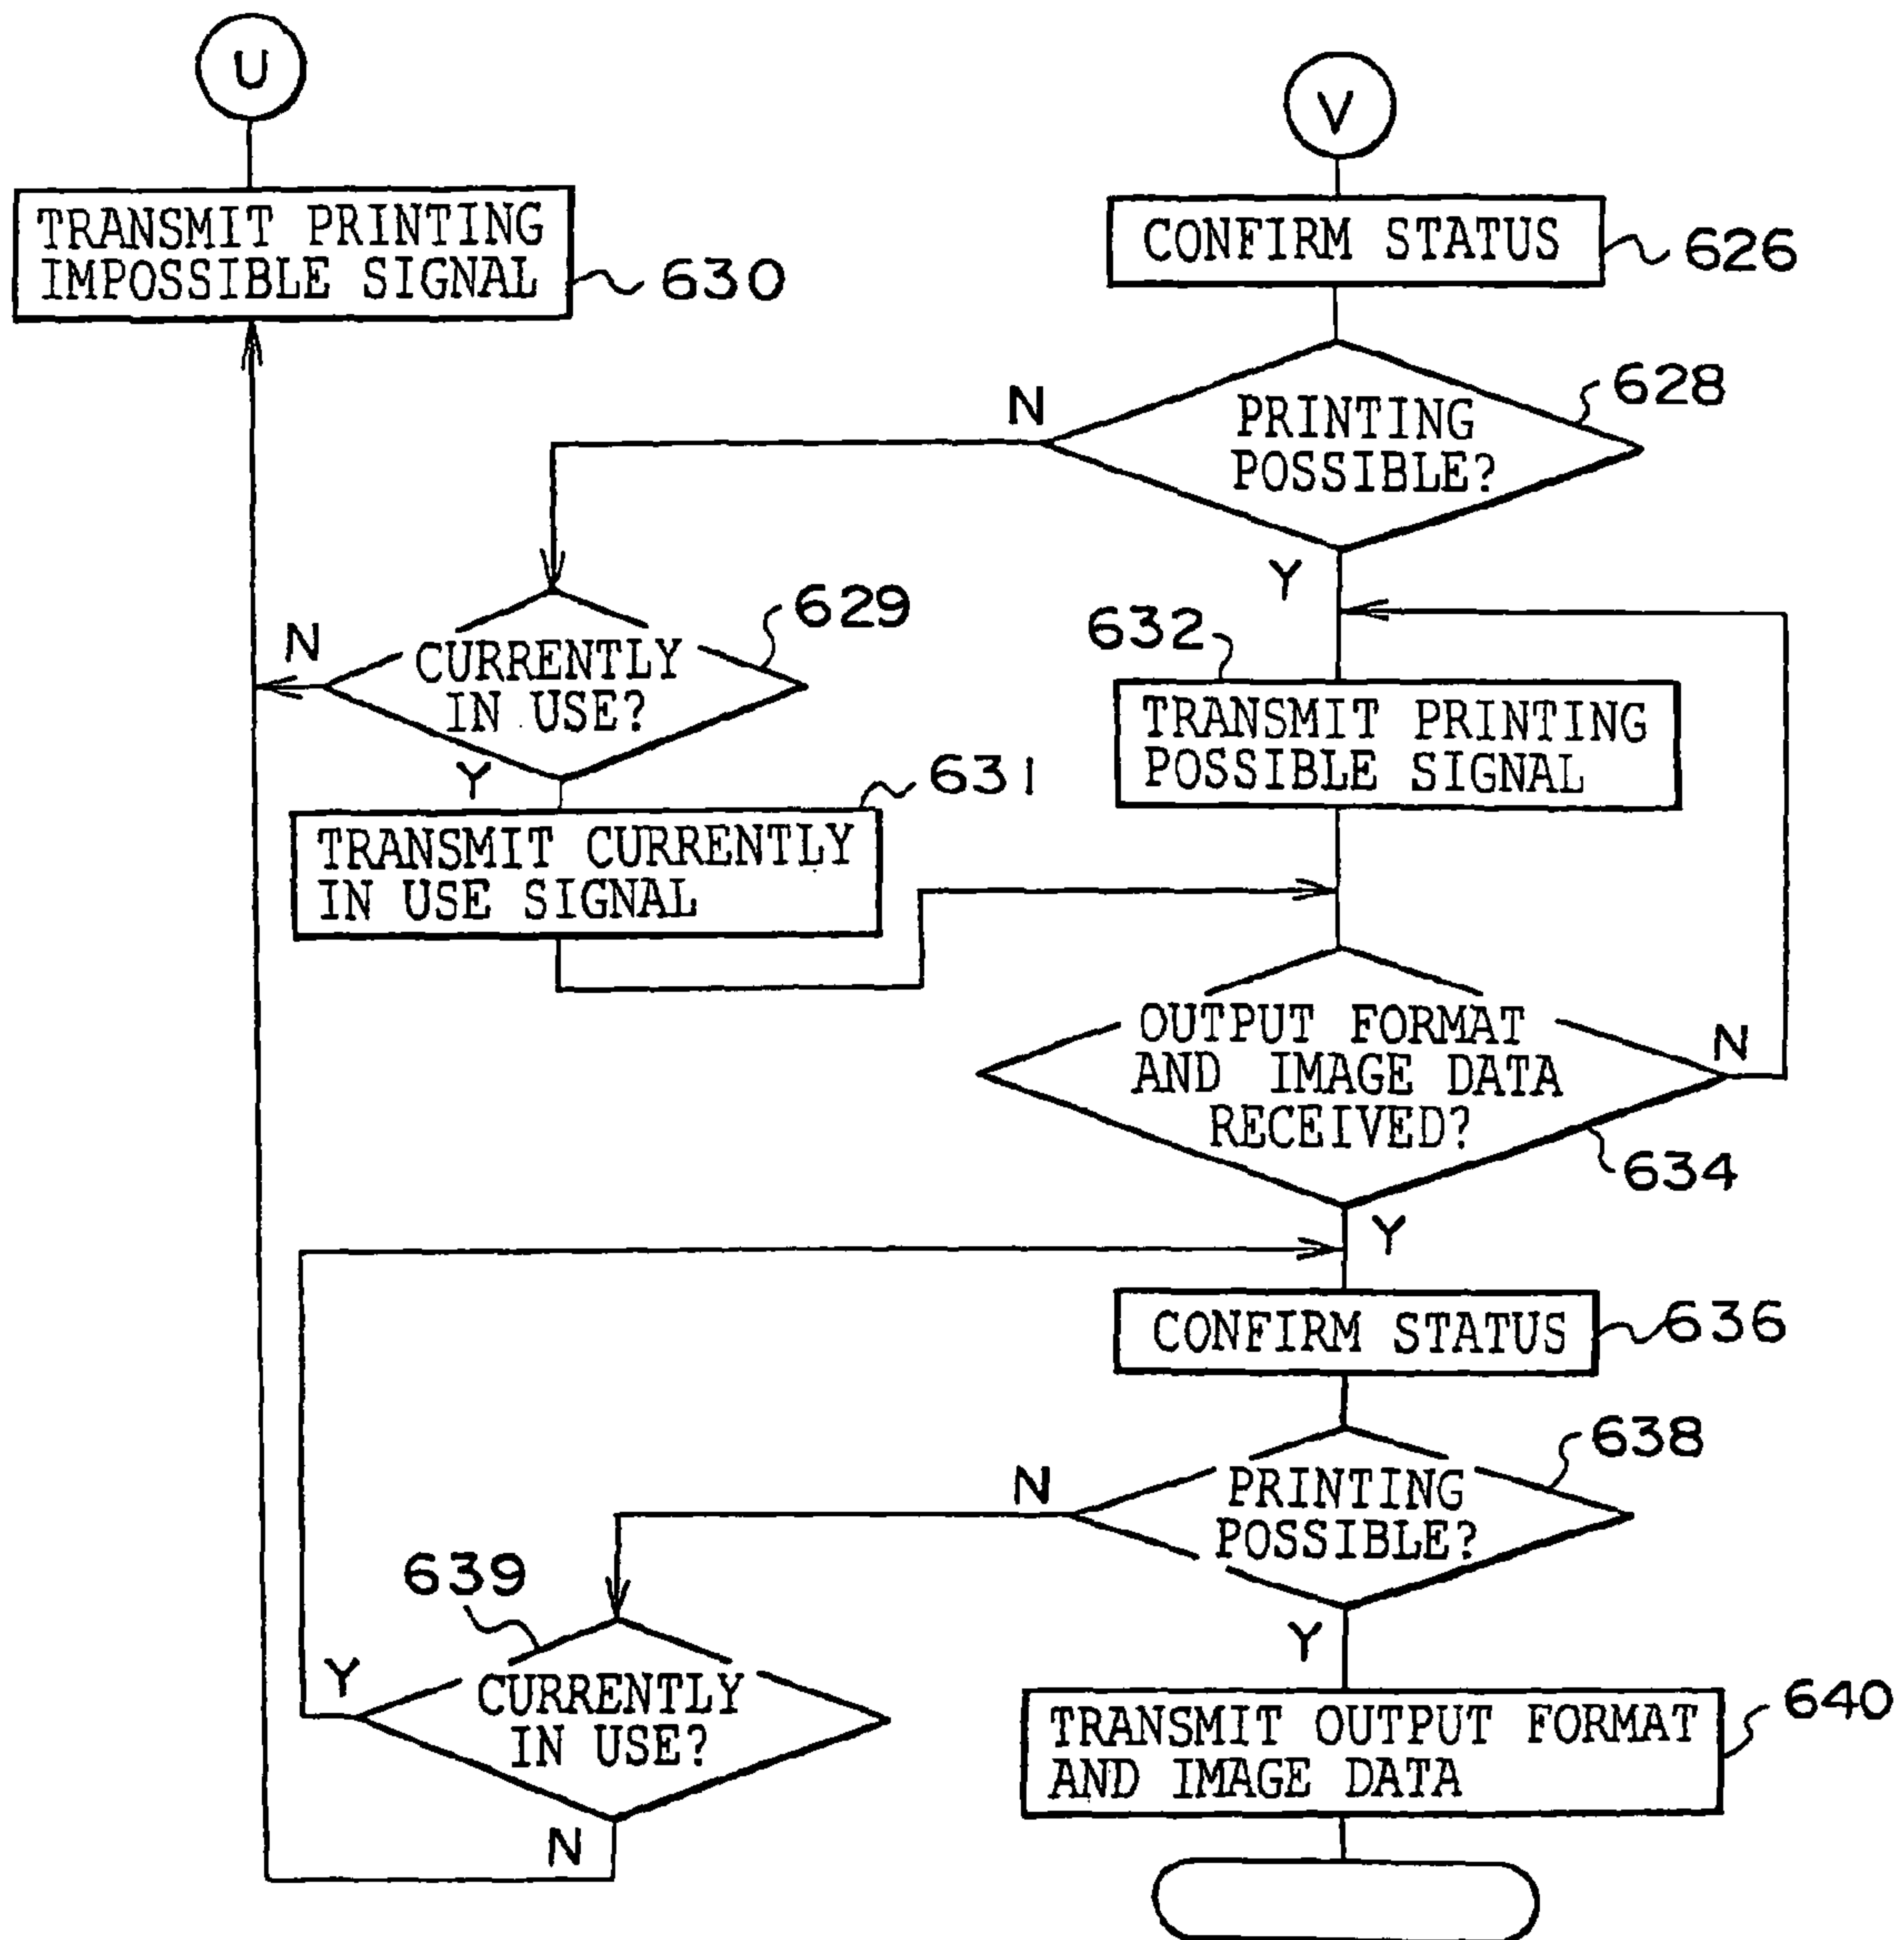 U
V
TRANSMIT PRINTING
IMPOSSIBLE SIGNAL
630
CONFIRM STATUS
626
PRINTING
POSSIBLE?
628
N
Y
CURRENTLY
IN USE?
629
N
Y
632
TRANSMIT PRINTING
POSSIBLE SIGNAL
631
TRANSMIT CURRENTLY
IN USE SIGNAL
OUTPUT FORMAT
AND IMAGE DATA
RECEIVED?
N
634
Y
CONFIRM STATUS
636
PRINTING
POSSIBLE?
638
N
Y
639
CURRENTLY
IN USE?
Y
N
TRANSMIT OUTPUT FORMAT
AND IMAGE DATA
640